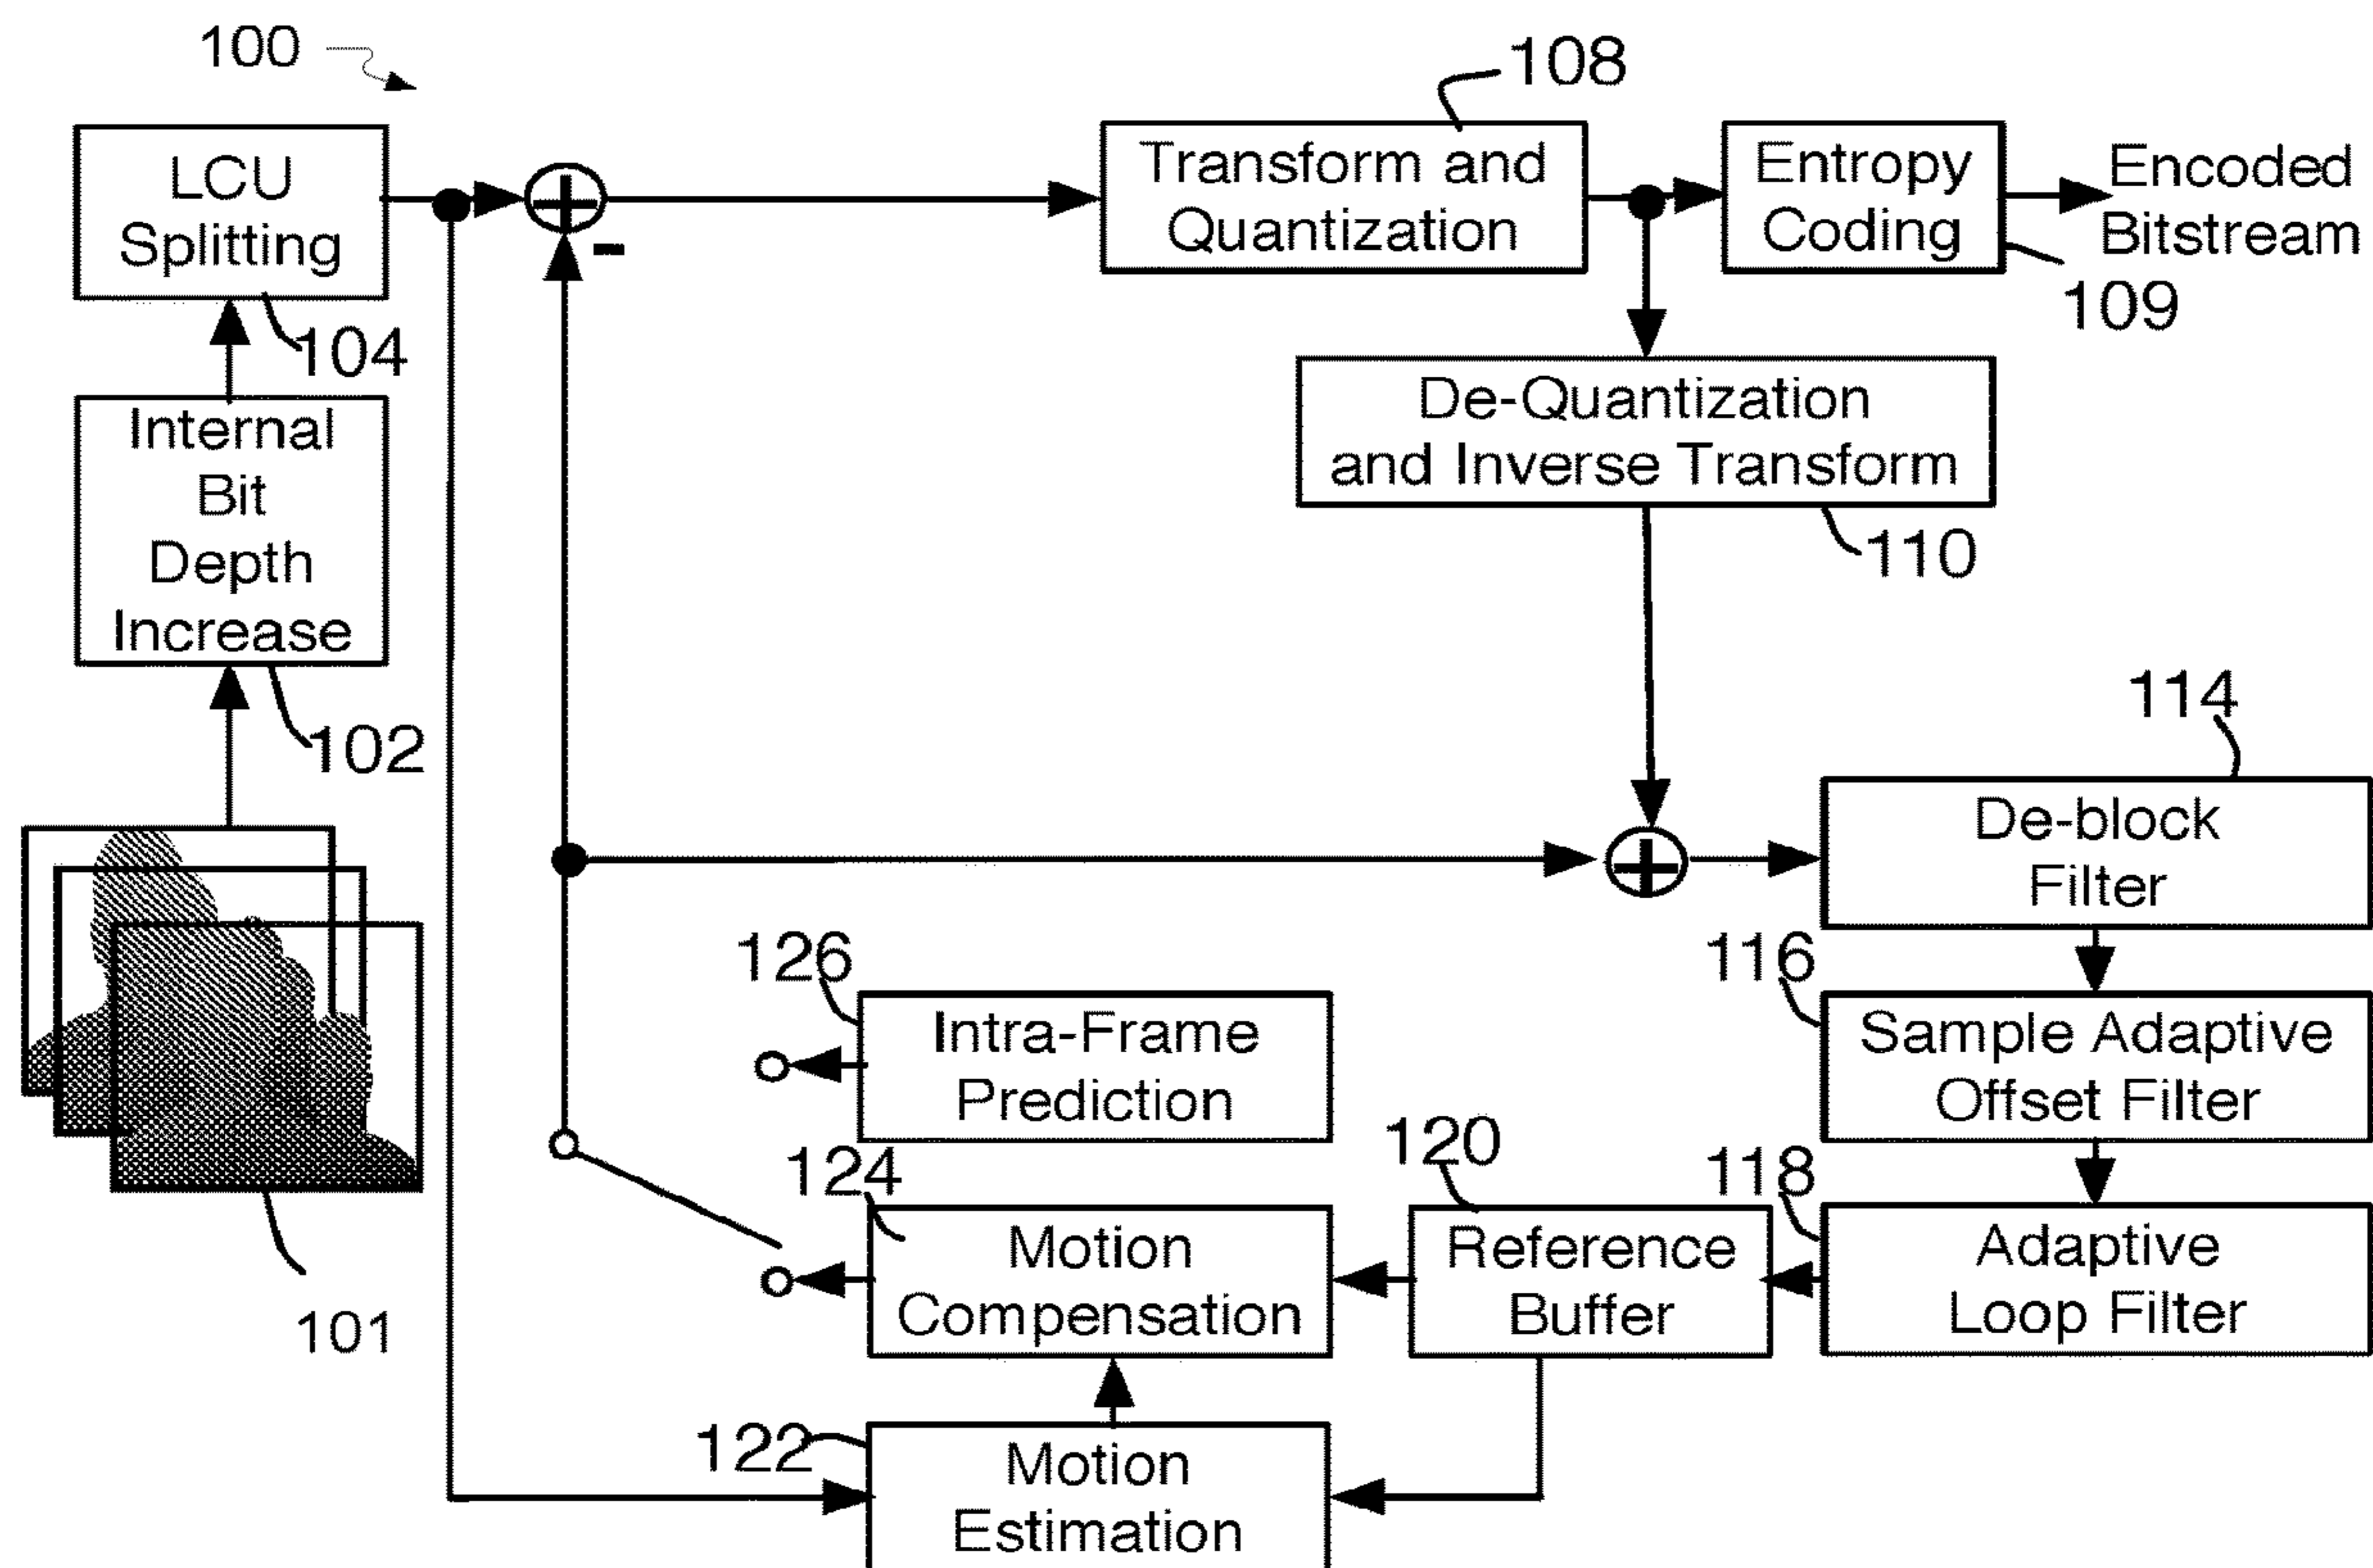 100
108
LCU
Splitting
104
-
Transform and
Quantization
Entropy
Coding
109
Encoded
Bitstream
De-Quantization
and Inverse Transform
110
Internal
Bit
Depth
Increase
102
101
114
De-block
Filter
116
Sample Adaptive
Offset Filter
118
Adaptive
Loop Filter
126
Intra-Frame
Prediction
124
Motion
Compensation
120
Reference
Buffer
122
Motion
Estimation